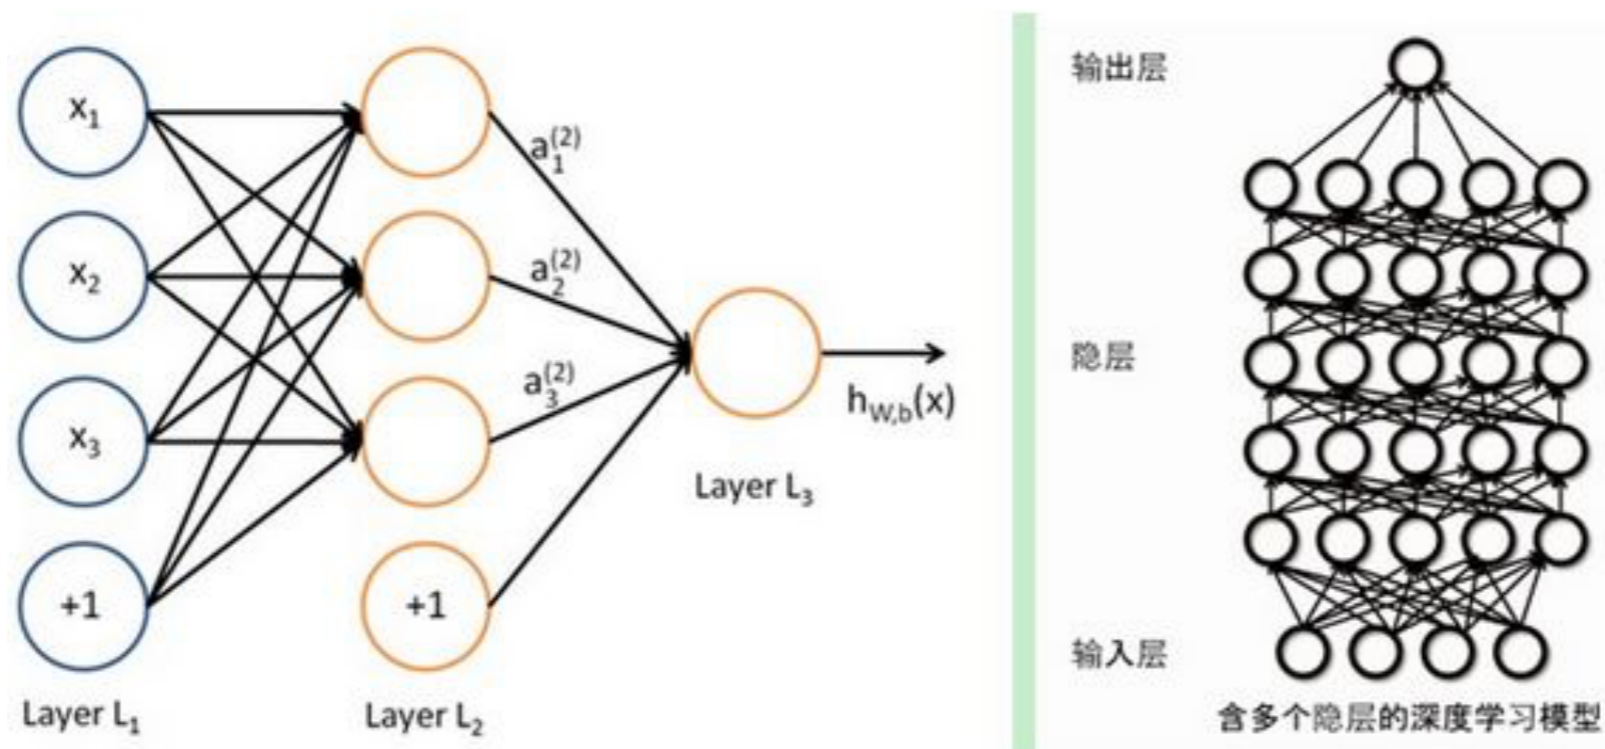 x₁
x₂
x₃
+1
Layer L₁
a₁⁽²⁾
a₂⁽²⁾
a₃⁽²⁾
+1
Layer L₂
Layer L₃
h_{W,b}(x)
输出层
隐层
输入层
含多个隐层的深度学习模型